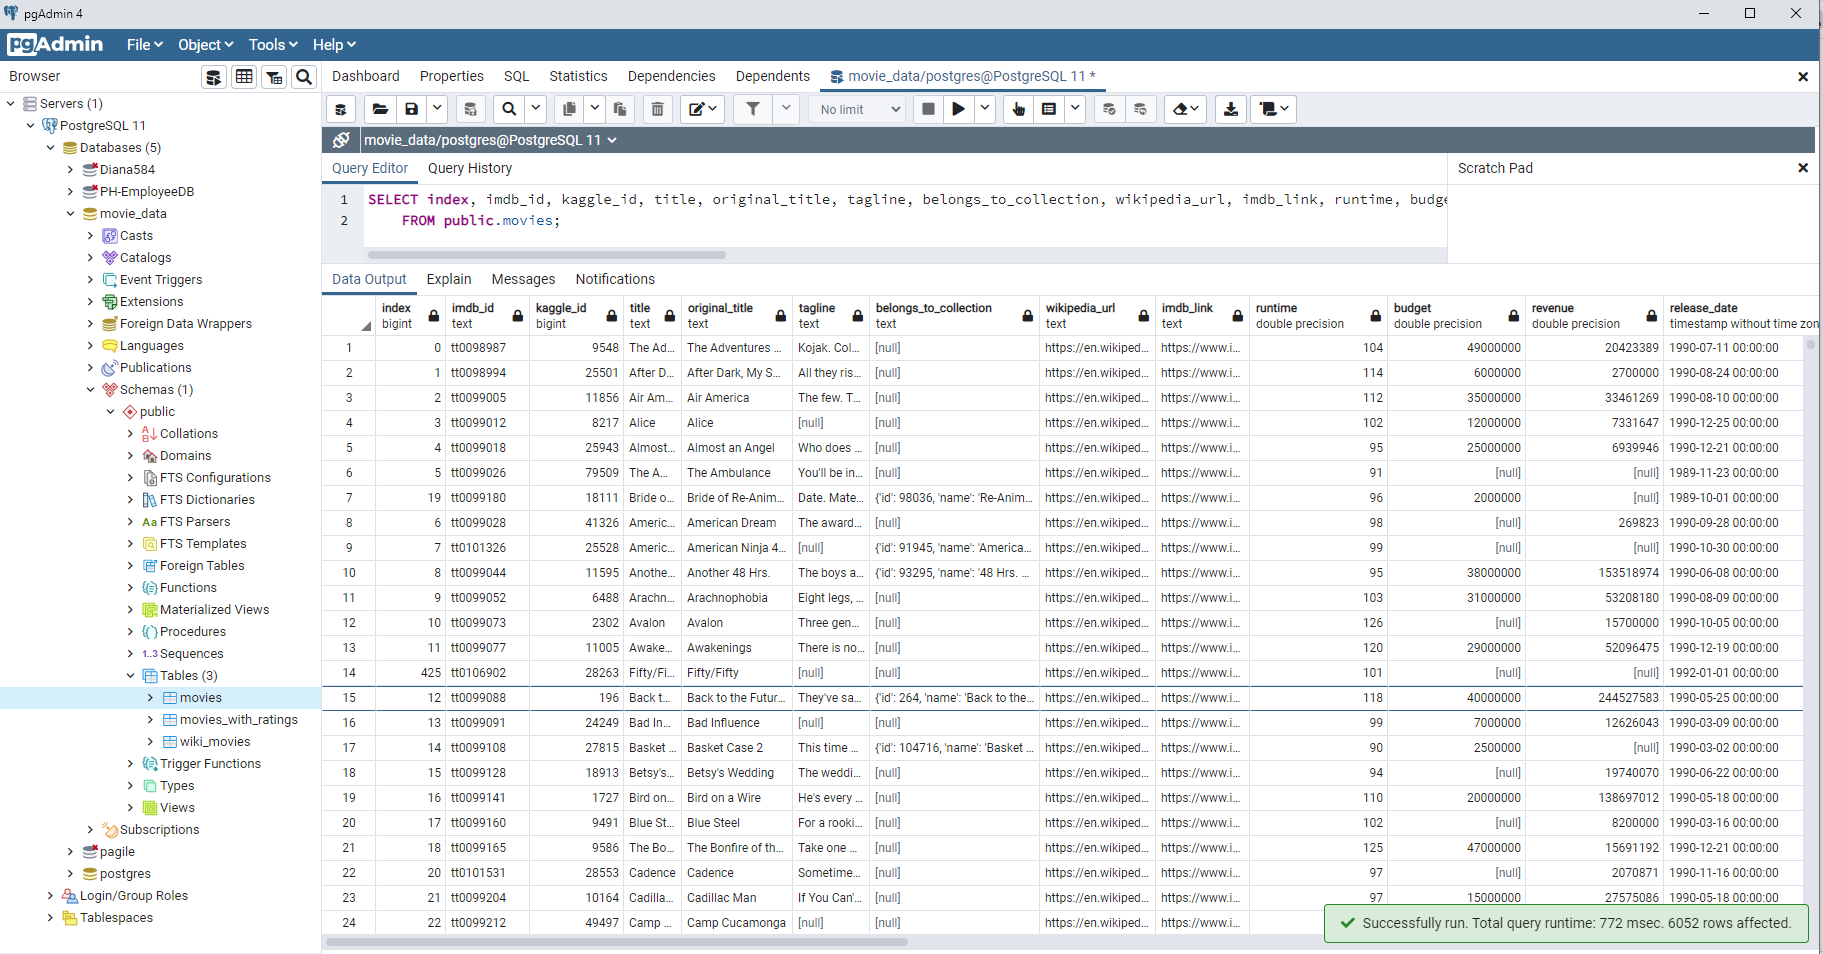 pgAdmin 4
pgAdmin File Object Tools Help
Browser Dashboard Properties SQL Statistics Dependencies Dependents movie_data/postgres@PostgreSQL 11 *
Servers (1)
PostgreSQL 11
Databases (5)
Diana584
PH-EmployeeDB
movie_data
Casts
Catalogs
Event Triggers
Extensions
Foreign Data Wrappers
Languages
Publications
Schemas (1)
public
Collations
Domains
FTS Configurations
FTS Dictionaries
Aa FTS Parsers
FTS Templates
Foreign Tables
Functions
Materialized Views
Procedures
1..3 Sequences
Tables (3)
movies
movies_with_ratings
wiki_movies
Trigger Functions
Types
Views
Subscriptions
pagile
postgres
Login/Group Roles
Tablespaces
No limit
movie_data/postgres@PostgreSQL 11
Query Editor Query History Scratch Pad
1 SELECT index, imdb_id, kaggle_id, title, original_title, tagline, belongs_to_collection, wikipedia_url, imdb_link, runtime, budge
2 FROM public.movies;
Data Output Explain Messages Notifications
index imdb_id kaggle_id title original_title tagline belongs_to_collection wikipedia_url imdb_link runtime budget revenue release_date
bigint text bigint text text text text text text double precision double precision double precision timestamp without time zon
1 0 tt0098987 9548 The Ad... The Adventures ... Kojak. Col... [null] https://en.wikiped... https://www.i... 104 49000000 20423389 1990-07-11 00:00:00
2 1 tt0098994 25501 After D... After Dark, My S... All they ris... [null] https://en.wikiped... https://www.i... 114 6000000 2700000 1990-08-24 00:00:00
3 2 tt0099005 11856 Air Am... Air America The few. T... [null] https://en.wikiped... https://www.i... 112 35000000 33461269 1990-08-10 00:00:00
4 3 tt0099012 8217 Alice Alice [null] [null] https://en.wikiped... https://www.i... 102 12000000 7331647 1990-12-25 00:00:00
5 4 tt0099018 25943 Almost... Almost an Angel Who does ... [null] https://en.wikiped... https://www.i... 95 25000000 6939946 1990-12-21 00:00:00
6 5 tt0099026 79509 The A... The Ambulance You'll be in... [null] https://en.wikiped... https://www.i... 91 [null] [null] 1989-11-23 00:00:00
7 19 tt0099180 18111 Bride o... Bride of Re-Anim... Date. Mate... {'id': 98036, 'name': 'Re-Anim... https://en.wikiped... https://www.i... 96 2000000 [null] 1989-10-01 00:00:00
8 6 tt0099028 41326 Americ... American Dream The award... [null] https://en.wikiped... https://www.i... 98 [null] 269823 1990-09-28 00:00:00
9 7 tt0101326 25528 Americ... American Ninja 4... [null] {'id': 91945, 'name': 'America... https://en.wikiped... https://www.i... 99 [null] [null] 1990-10-30 00:00:00
10 8 tt0099044 11595 Anothe... Another 48 Hrs. The boys a... {'id': 93295, 'name': '48 Hrs. ... https://en.wikiped... https://www.i... 95 38000000 153518974 1990-06-08 00:00:00
11 9 tt0099052 6488 Arachn... Arachnophobia Eight legs, ... [null] https://en.wikiped... https://www.i... 103 31000000 53208180 1990-08-09 00:00:00
12 10 tt0099073 2302 Avalon Avalon Three gen... [null] https://en.wikiped... https://www.i... 126 [null] 15700000 1990-10-05 00:00:00
13 11 tt0099077 11005 Awake... Awakenings There is no... [null] https://en.wikiped... https://www.i... 120 29000000 52096475 1990-12-19 00:00:00
14 425 tt0106902 28263 Fifty/Fi... Fifty/Fifty [null] [null] https://en.wikiped... https://www.i... 101 [null] [null] 1992-01-01 00:00:00
15 12 tt0099088 196 Back t... Back to the Futur... They've sa... {'id': 264, 'name': 'Back to the... https://en.wikiped... https://www.i... 118 40000000 244527583 1990-05-25 00:00:00
16 13 tt0099091 24249 Bad In... Bad Influence [null] [null] https://en.wikiped... https://www.i... 99 7000000 12626043 1990-03-09 00:00:00
17 14 tt0099108 27815 Basket ... Basket Case 2 This time ... {'id': 104716, 'name': 'Basket ... https://en.wikiped... https://www.i... 90 2500000 [null] 1990-03-02 00:00:00
18 15 tt0099128 18913 Betsy's... Betsy's Wedding The weddi... [null] https://en.wikiped... https://www.i... 94 [null] 19740070 1990-06-22 00:00:00
19 16 tt0099141 1727 Bird on... Bird on a Wire He's every ... [null] https://en.wikiped... https://www.i... 110 20000000 138697012 1990-05-18 00:00:00
20 17 tt0099160 9491 Blue St... Blue Steel For a rooki... [null] https://en.wikiped... https://www.i... 102 [null] 8200000 1990-03-16 00:00:00
21 18 tt0099165 9586 The Bo... The Bonfire of th... Take one ... [null] https://en.wikiped... https://www.i... 125 47000000 15691192 1990-12-21 00:00:00
22 20 tt0101531 28553 Cadence Cadence Sometime... [null] https://en.wikiped... https://www.i... 97 [null] 2070871 1990-11-16 00:00:00
23 21 tt0099204 10164 Cadilla... Cadillac Man If You Can'... [null] https://en.wikiped... https://www.i... 97 15000000 27575086 1990-05-18 00:00:00
24 22 tt0099212 49497 Camp ... Camp Cucamonga [null] [null] https://en.wikiped... https://www.i...
Successfully run. Total query runtime: 772 msec. 6052 rows affected.